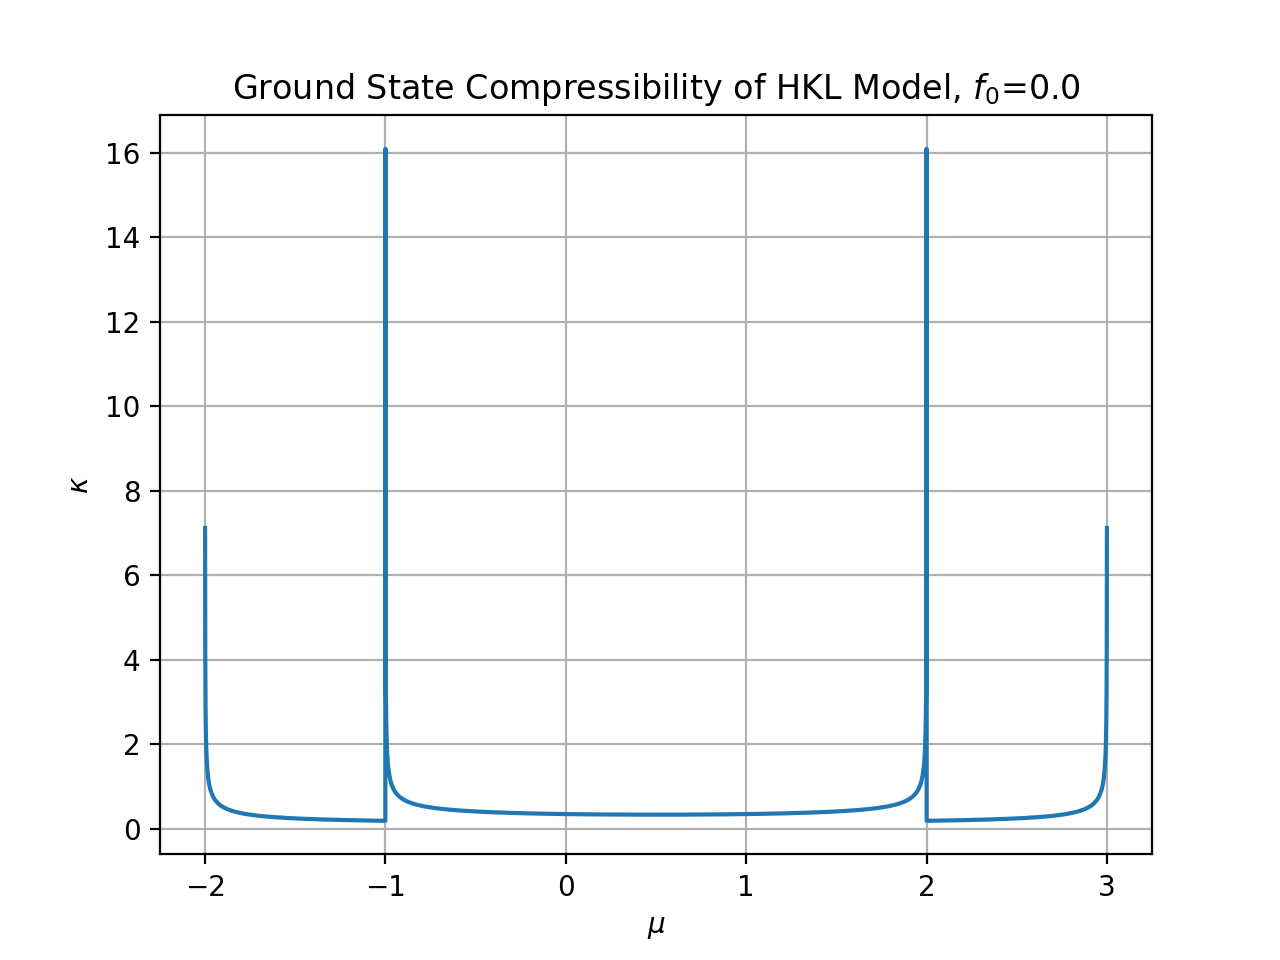 Ground State Compressibility of HKL Model, $f_0$=0.0
16
14
12
10
8
6
4
2
0
κ
−2 −1 0 1 2 3
μ